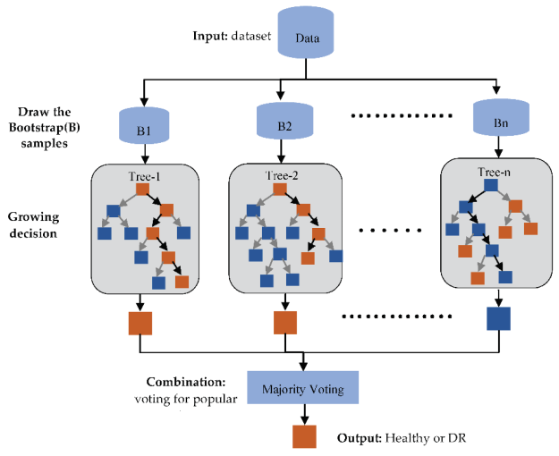 Input: dataset
Data
Draw the
Bootstrap(B)
samples
B1
B2
Bn
Tree-1
Tree-2
Tree-n
Growing
decision
Combination:
voting for popular
Majority Voting
Output: Healthy or DR